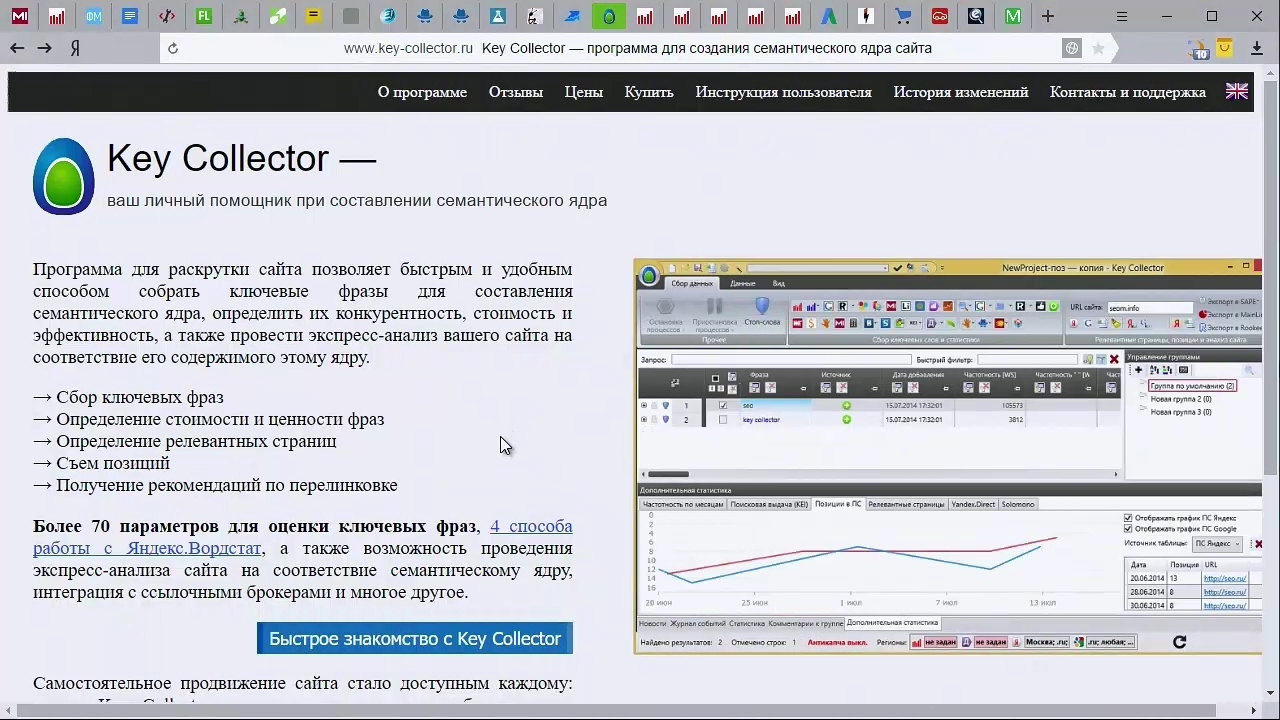 www.key-collector.ru Key Collector — программа для создания семантического ядра сайта
10
О программе Отзывы Цены Купить Инструкция пользователя История изменений Контакты и поддержка
Key Collector —
ваш личный помощник при составлении семантического ядра
Программа для раскрутки сайта позволяет быстрым и удобным
способом собрать ключевые фразы для составления
семантического ядра, определить их конкурентность, стоимость и
эффективность, а также провести экспресс-анализ вашего сайта на
соответствие его содержимого этому ядру.
→ Сбор ключевых фраз
→ Определение стоимости и ценности фраз
→ Определение релевантных страниц
→ Съем позиций
→ Получение рекомендаций по перелинковке
Более 70 параметров для оценки ключевых фраз, 4 способа
работы с Яндекс.Вордстат, а также возможность проведения
экспресс-анализа сайта на соответствие семантическому ядру,
интеграция с ссылочными брокерами и многое другое.
Быстрое знакомство с Key Collector
Самостоятельное продвижение сайта стало доступным каждому:
NewProject-поз — копия - Key Collector
Сбор данных Данные Вид
Остановка процессов Приостановка процессов Стоп-слова
URL сайта: seom.info
Экспорт в SAPE
Экспорт в MainLi
Экспорт в Rookee
Прочее Сбор ключевых слов и статистики Релевантные страницы, позиции и анализ сайта
Запрос: Быстрый фильтр:
Управление группами
Фраза Источник Дата добавления Частотность [WS] Частотность " " [W Част
Группа по умолчанию (2)
Новая группа 2 (0)
Новая группа 3 (0)
1 seo 15.07.2014 17:32:01 105573
2 key collector 15.07.2014 17:32:01 3812
Дополнительная статистика
Частотность по месяцам Поисковая выдача (KEI) Позиции в ПС Релевантные страницы Yandex.Direct Solomono
0
2
4
6
8
10
12
14
16
20 июн 25 июн 1 июл 7 июл 13 июл
Отображать график ПС Яндекс
Отображать график ПС Google
Источник таблицы: ПС Яндекс
Дата Позиция URL
20.06.2014 13 http://seo.ru/
28.06.2014 8 http://seo.ru/
30.06.2014 8 http://seo.ru/
Новости Журнал событий Статистика Комментарии к группе Дополнительная статистика
Найдено результатов: 2 Отмечено строк: 1 Антикапча выкл. Регионы: не задан не задан Москва; .ru; .ru; любая; ...